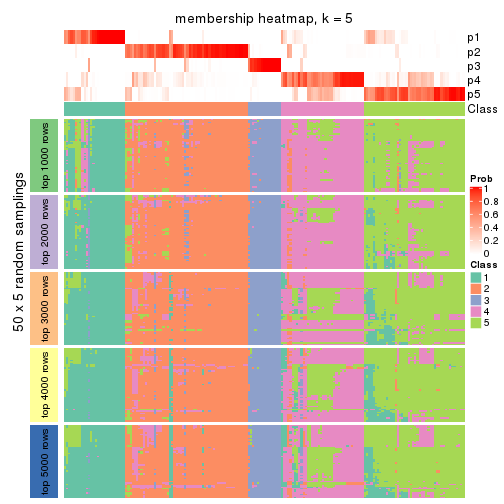 membership heatmap, k = 5
p1
p2
p3
p4
p5
Class
50 x 5 random samplings
top 1000 rows
top 2000 rows
top 3000 rows
top 4000 rows
top 5000 rows
Prob
1
0.8
0.6
0.4
0.2
0
Class
1
2
3
4
5